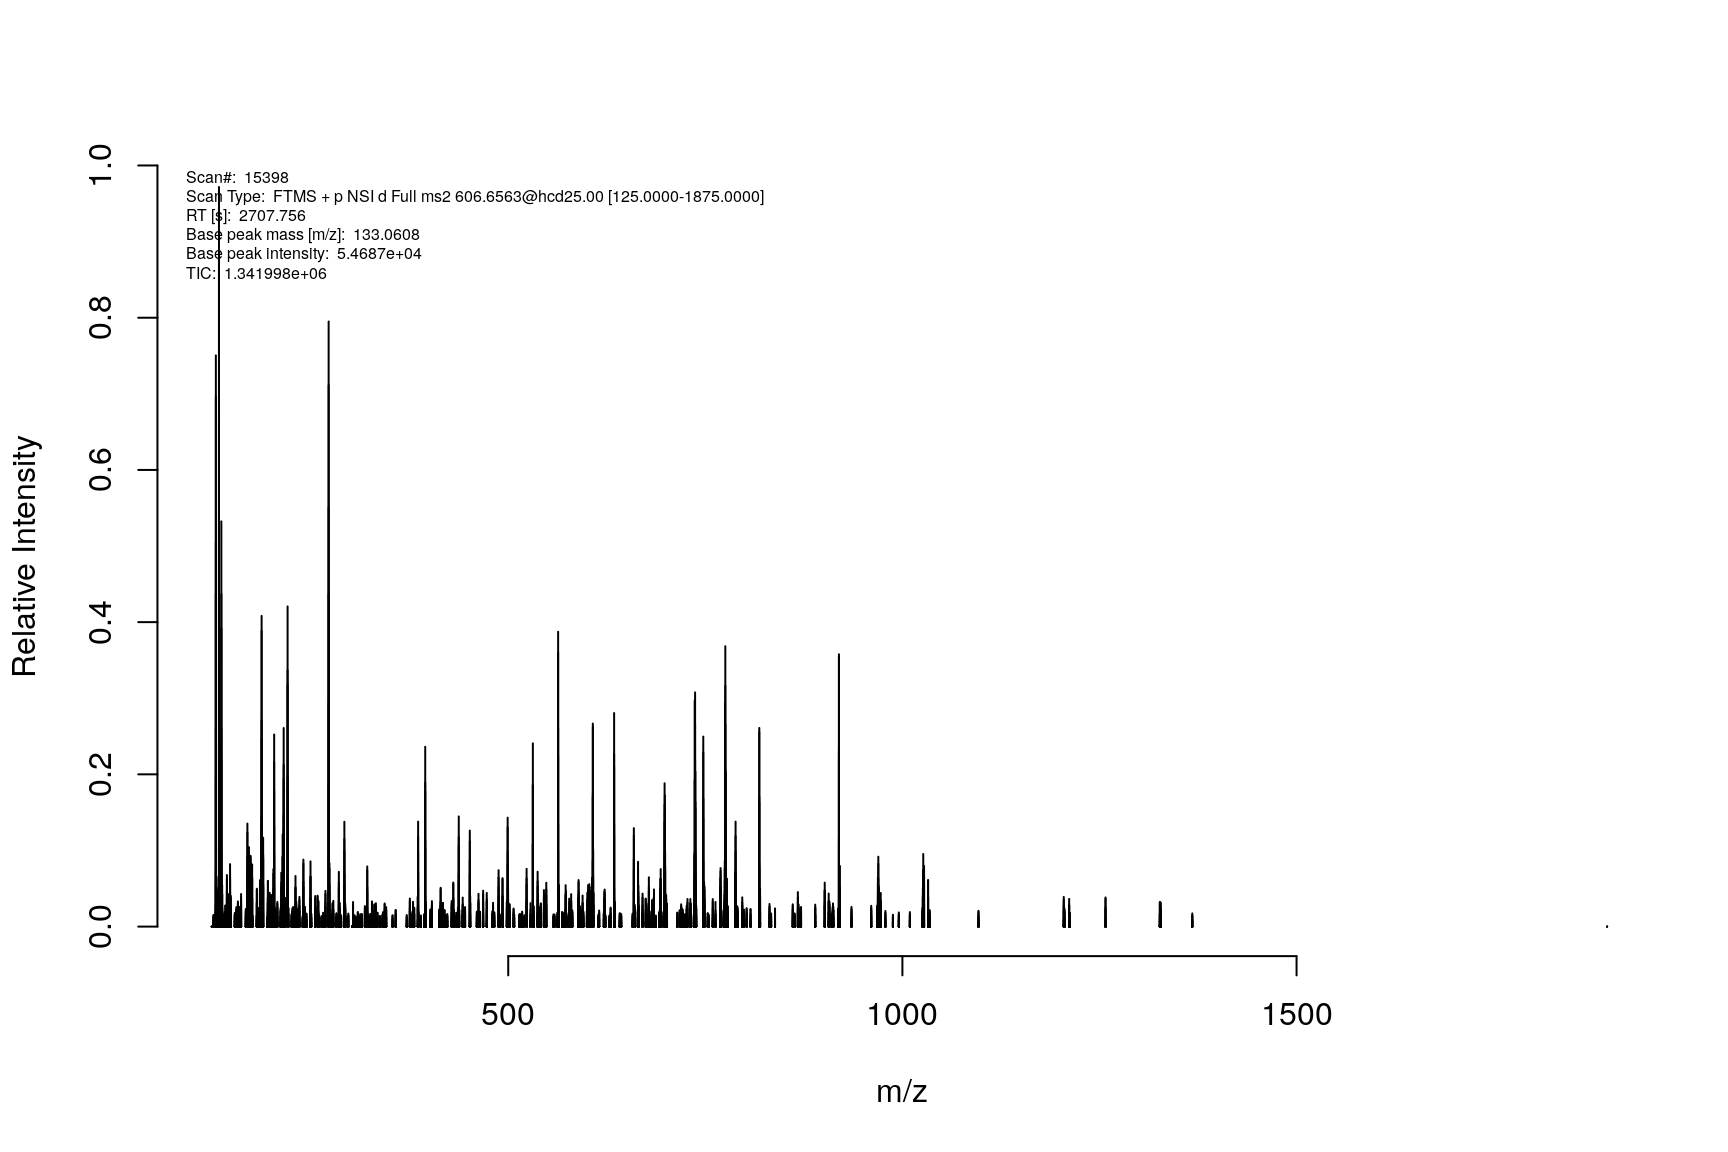 Scan#:  15398
Scan Type:  FTMS + p NSI d Full ms2 606.6563@hcd25.00 [125.0000-1875.0000]
RT [s]:  2707.756
Base peak mass [m/z]:  133.0608
Base peak intensity:  5.4687e+04
TIC:  1.341998e+06
Relative Intensity
1.0
0.8
0.6
0.4
0.2
0.0
500
1000
1500
m/z